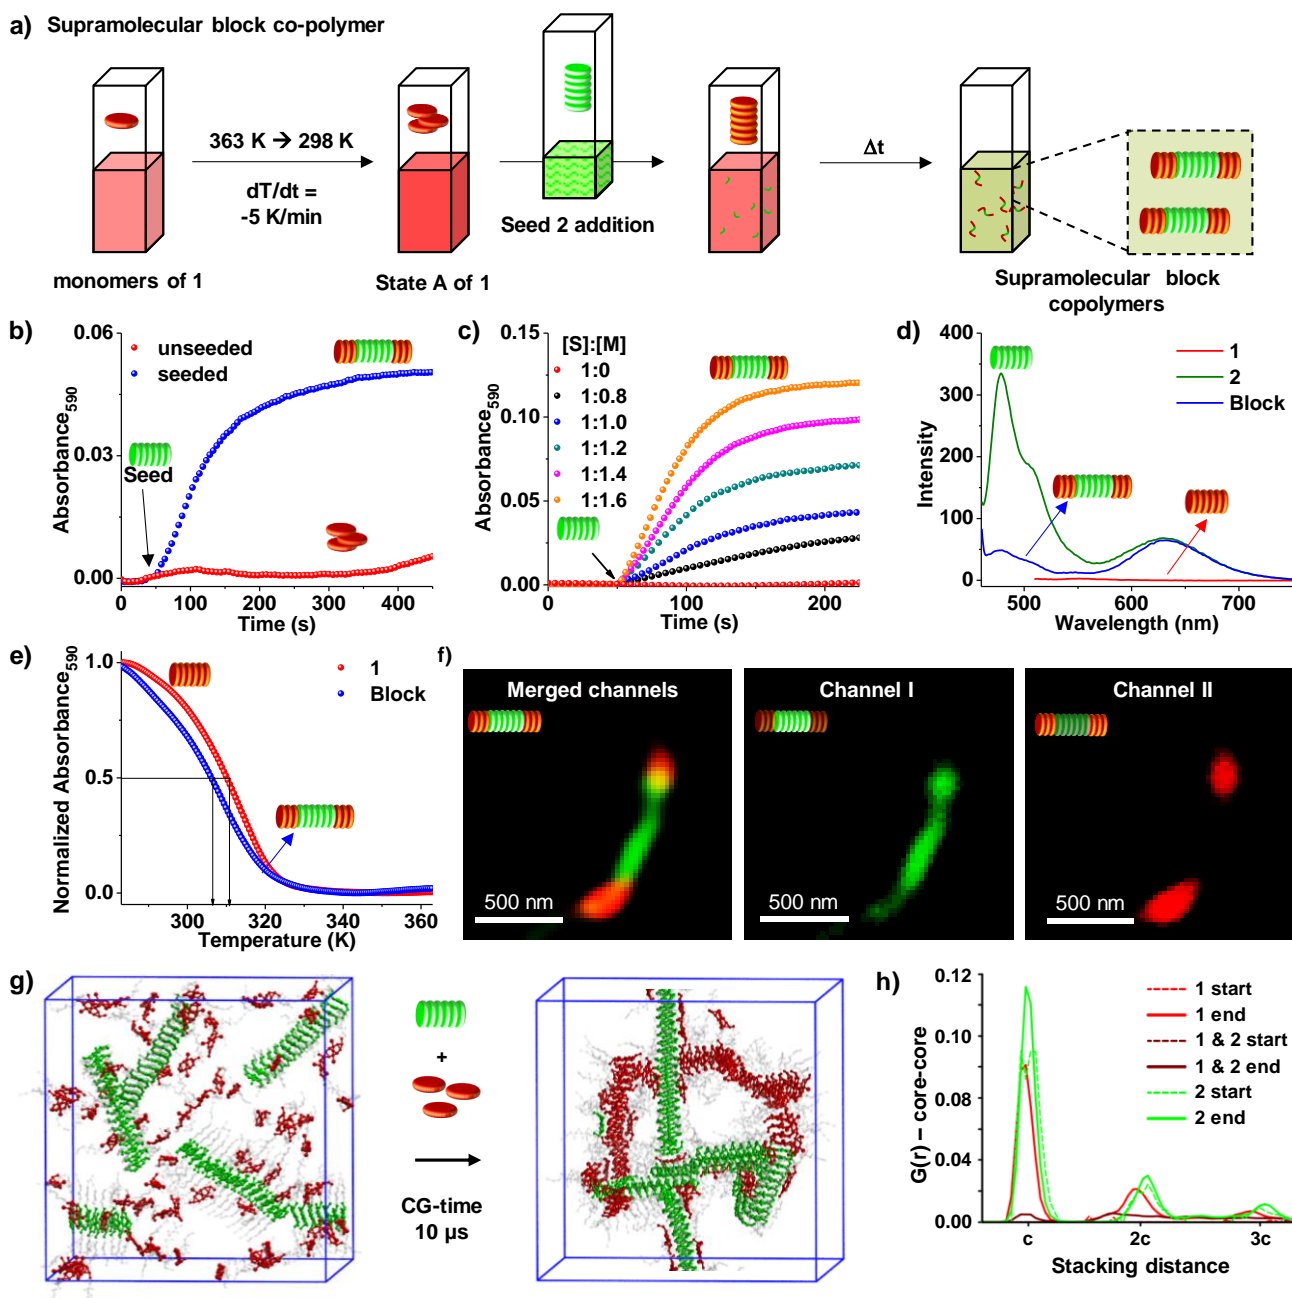 a) Supramolecular block co-polymer
363 K → 298 K
dT/dt =
-5 K/min
Δt
Seed 2 addition
monomers of 1
State A of 1
Supramolecular block
copolymers
b)
0.06
0.03
0.00
Absorbance590
unseeded
seeded
Seed
0 100 200 300 400
Time (s)
c)
0.15
0.10
0.05
0.00
Absorbance590
[S]:[M]
1:0
1:0.8
1:1.0
1:1.2
1:1.4
1:1.6
0 100 200
Time (s)
d)
400
300
200
100
0
Intensity
1
2
Block
500 600 700
Wavelength (nm)
e)
1.0
0.5
0.0
Normalized Absorbance590
1
Block
300 320 340 360
Temperature (K)
f)
Merged channels
500 nm
Channel I
500 nm
Channel II
500 nm
g)
+
CG-time
10 µs
h)
0.12
0.08
0.04
0.00
G(r) – core-core
1 start
1 end
1 & 2 start
1 & 2 end
2 start
2 end
c 2c 3c
Stacking distance